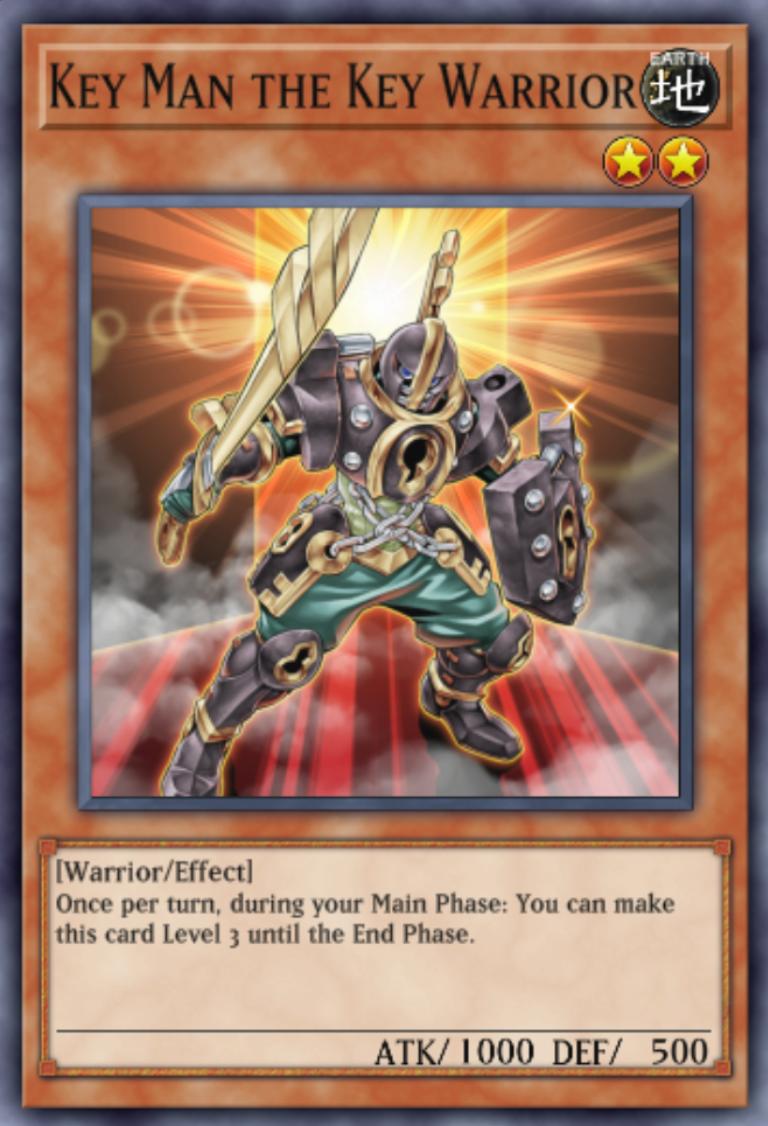 Key Man the Key Warrior
EARTH
地
[Warrior/Effect]
Once per turn, during your Main Phase: You can make
this card Level 3 until the End Phase.
ATK/ 1000 DEF/ 500